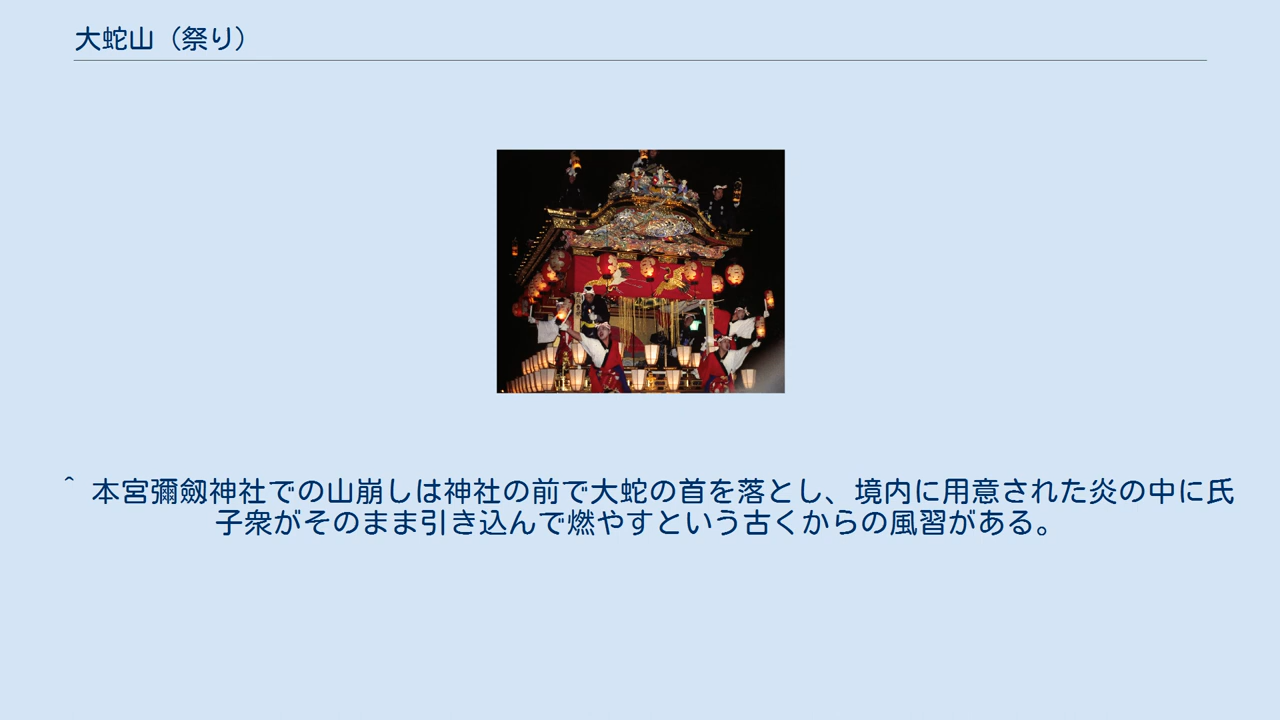 大蛇山（祭り）
^ 本宮彌劔神社での山崩しは神社の前で大蛇の首を落とし、境内に用意された炎の中に氏
子衆がそのまま引き込んで燃やすという古くからの風習がある。